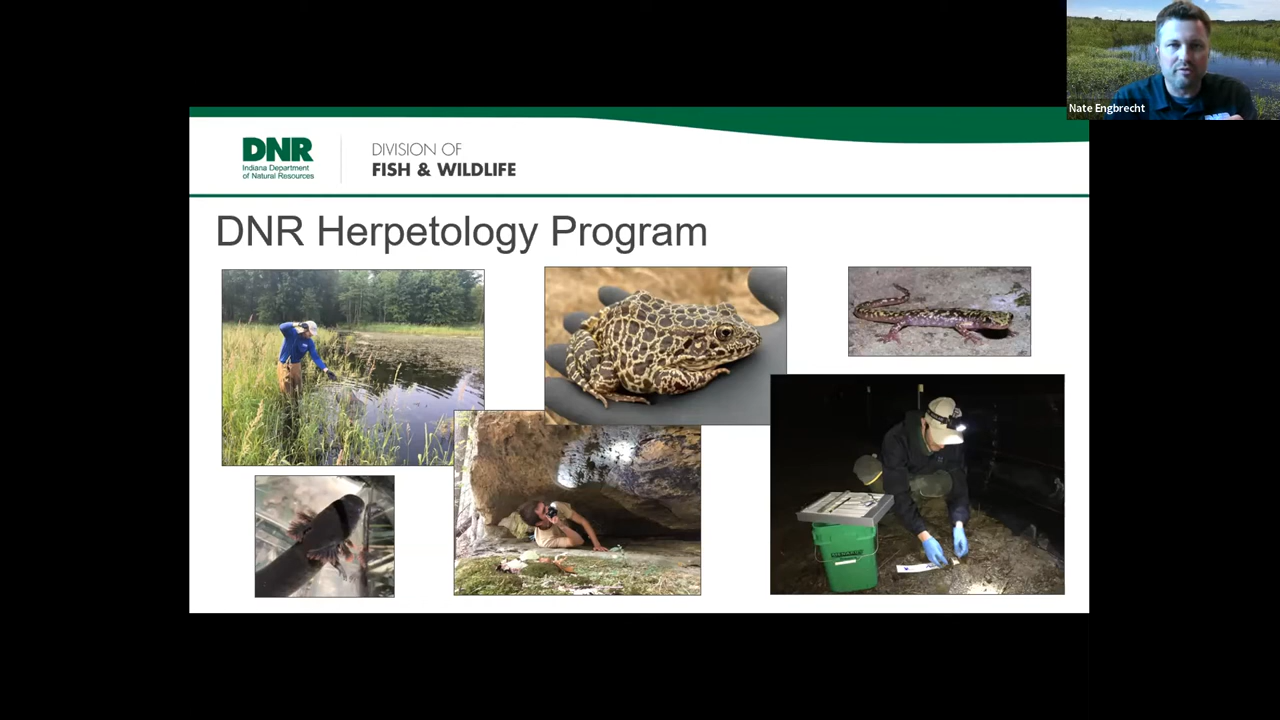 Nate Engbrecht
DNR
Indiana Department
of Natural Resources
DIVISION OF
FISH & WILDLIFE
DNR Herpetology Program